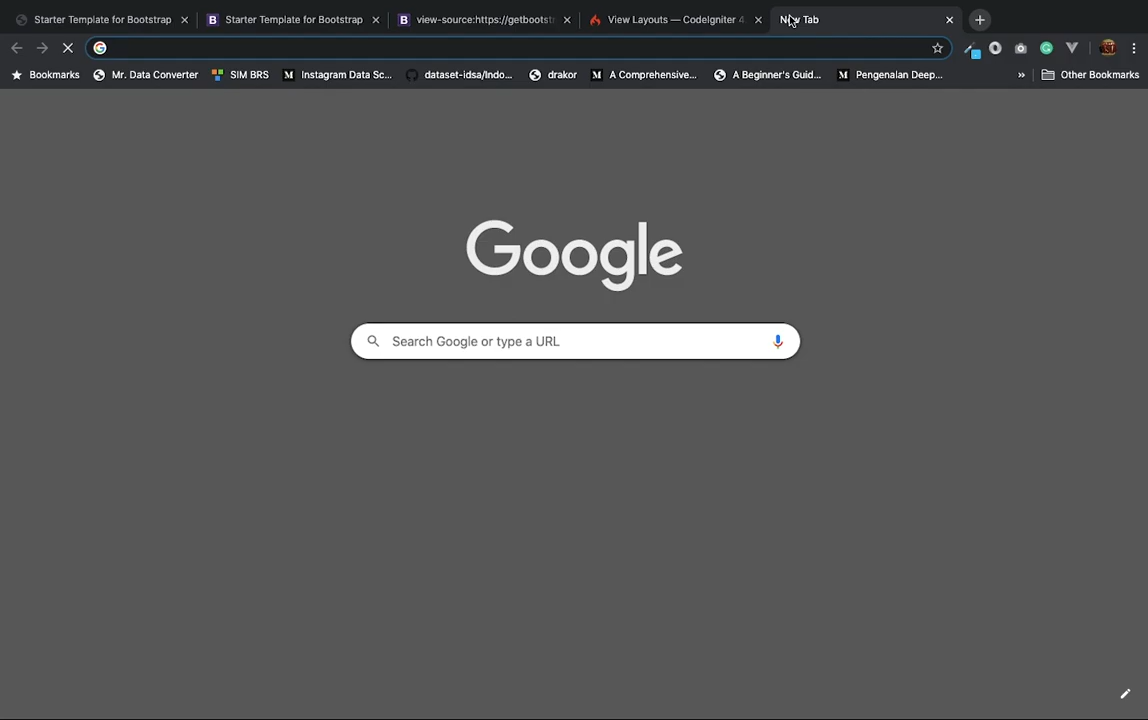 Starter Template for Bootstrap
Starter Template for Bootstrap
view-source:https://getbootst
View Layouts — CodeIgniter 4
Tab
Bookmarks
Mr. Data Converter
SIM BRS
Instagram Data Sc...
dataset-idsa/Indo...
drakor
A Comprehensive...
A Beginner's Guid...
Pengenalan Deep...
»
Other Bookmarks
Google
Search Google or type a URL